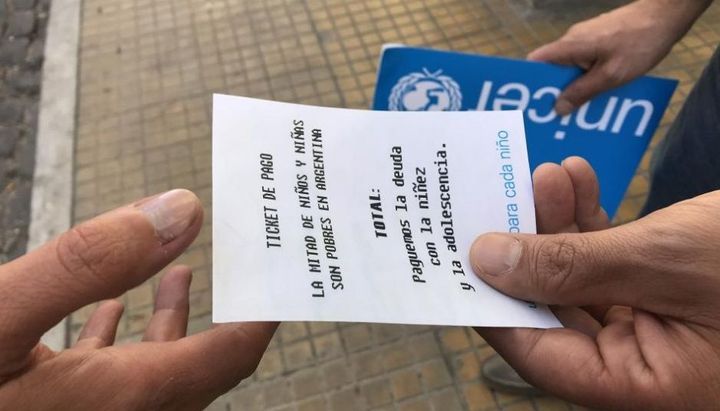 TICKET DE PAGO
LA MITAD DE NIÑOS Y NIÑAS
SON POBRES EN ARGENTINA
TOTAL:
Paguemos la deuda
con la niñez
y la adolescencia.
para cada niño
unicef